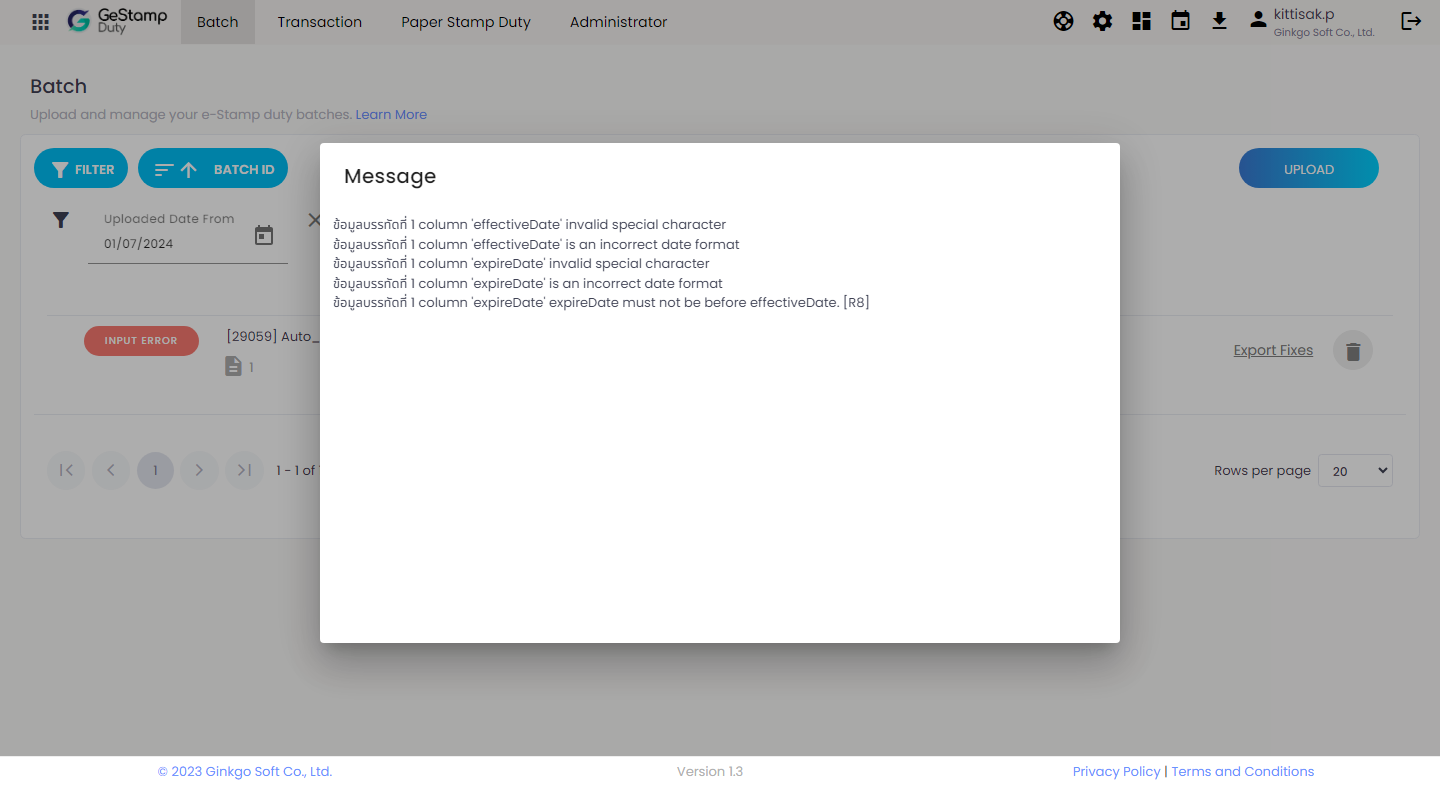 GeStamp
Duty
Batch
Transaction
Paper Stamp Duty
Administrator
kittisak.p
Ginkgo Soft Co., Ltd.
Batch
Upload and manage your e-Stamp duty batches. Learn More
FILTER
BATCH ID
UPLOAD
Uploaded Date From
01/07/2024
Message
ข้อมูลบรรทัดที่ 1 column 'effectiveDate' invalid special character
ข้อมูลบรรทัดที่ 1 column 'effectiveDate' is an incorrect date format
ข้อมูลบรรทัดที่ 1 column 'expireDate' invalid special character
ข้อมูลบรรทัดที่ 1 column 'expireDate' is an incorrect date format
ข้อมูลบรรทัดที่ 1 column 'expireDate' expireDate must not be before effectiveDate. [R8]
INPUT ERROR
[29059] Auto_
1
Export Fixes
1
1 - 1 of
Rows per page
20
© 2023 Ginkgo Soft Co., Ltd.
Version 1.3
Privacy Policy | Terms and Conditions